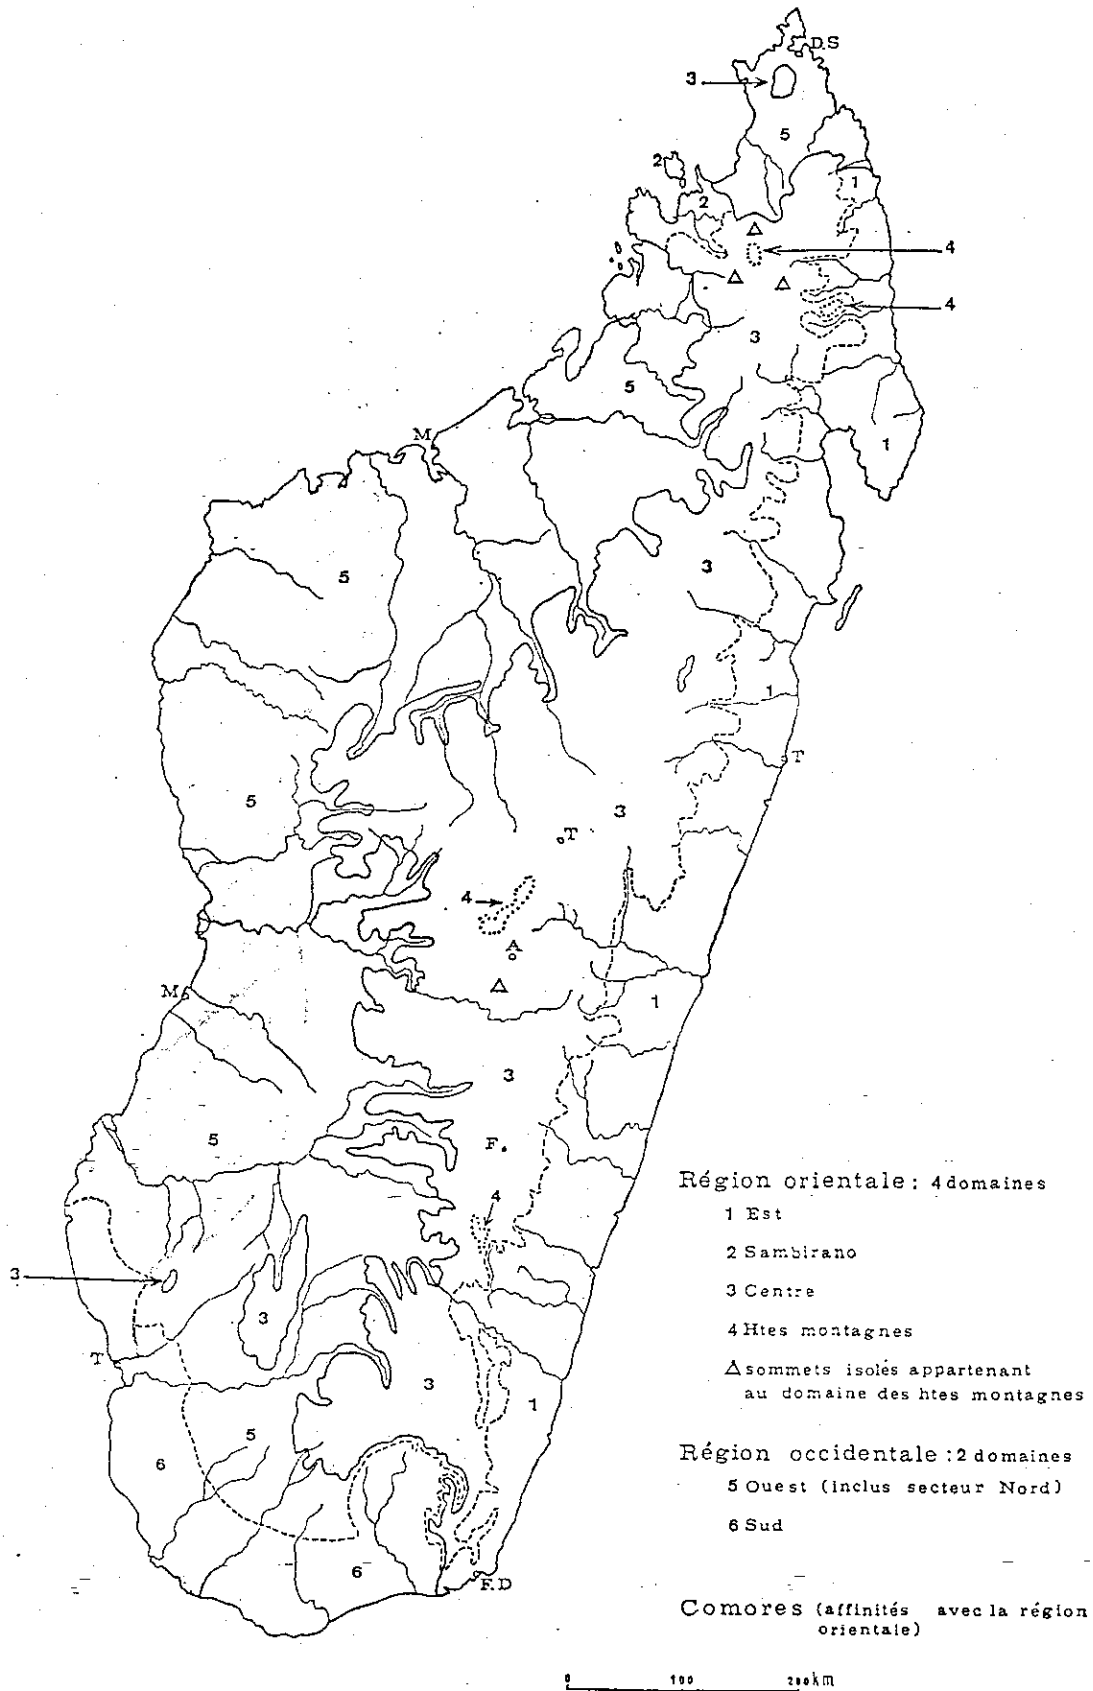 D.S
3
5
2
1
2
4
4
3
5
1
M.
3
5
1
T
5
3
T
4
A
M
1
3
5
F.
4
3
3
T
3
1
5
6
6
F.D
Région orientale : 4 domaines
1 Est
2 Sambirano
3 Centre
4 Htes montagnes
△ sommets isolés appartenant
au domaine des htes montagnes
Région occidentale : 2 domaines
5 Ouest (inclus secteur Nord)
6 Sud
Comores (affinités avec la région
orientale)
0 100 200km